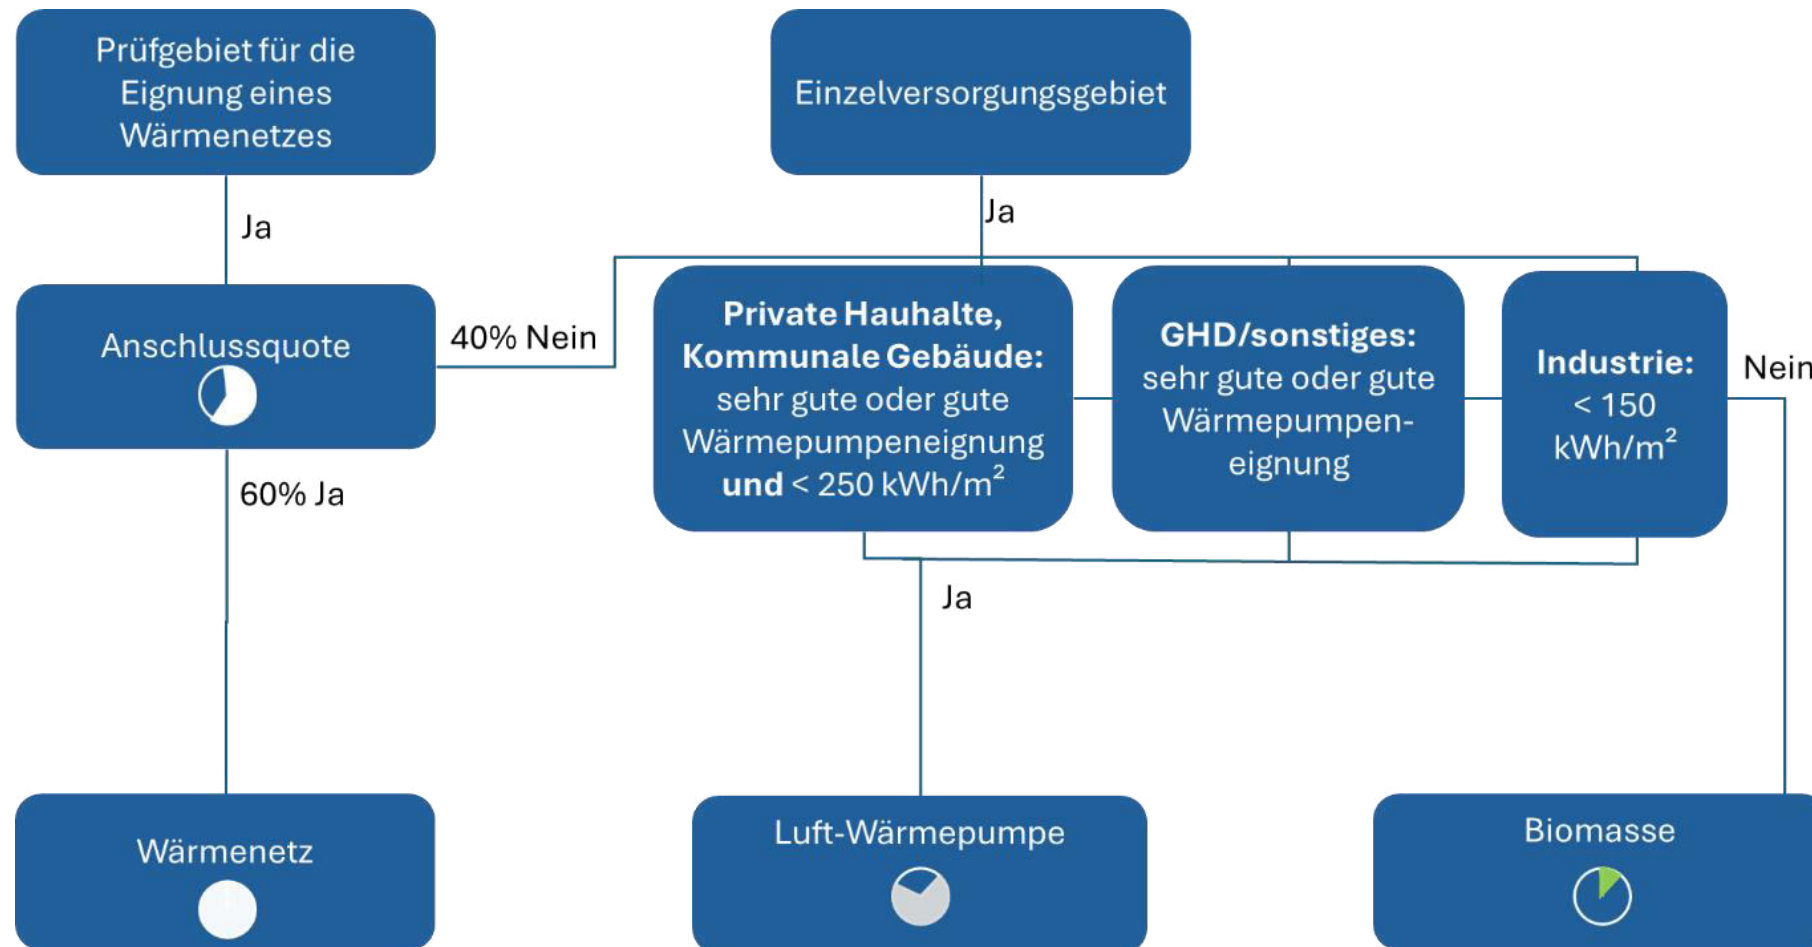 Prüfgebiet für die
Eignung eines
Wärmenetzes
Einzelversorgungsgebiet
Ja
Ja
Anschlussquote
40% Nein
60% Ja
Private Hauhalte,
Kommunale Gebäude:
sehr gute oder gute
Wärmepumpeneignung
und < 250 kWh/m²
GHD/sonstiges:
sehr gute oder gute
Wärmepumpen-
eignung
Industrie:
< 150
kWh/m²
Nein
Ja
Wärmenetz
Luft-Wärmepumpe
Biomasse